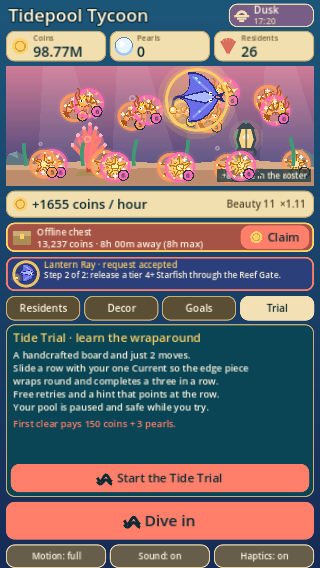 Tidepool Tycoon
Dusk
17:20
Coins
98.77M
Pearls
0
Residents
26
in the roster
+1655 coins / hour
Beauty 11 ×1.11
Offline chest
13,237 coins · 8h 00m away (8h max)
Claim
Lantern Ray · request accepted
Step 2 of 2: release a tier 4+ Starfish through the Reef Gate.
Residents
Decor
Goals
Trial
Tide Trial · learn the wraparound
A handcrafted board and just 2 moves.
Slide a row with your one Current so the edge piece
wraps round and completes a three in a row.
Free retries and a hint that points at the row.
Your pool is paused and safe while you try.
First clear pays 150 coins + 3 pearls.
Start the Tide Trial
Dive in
Motion: full
Sound: on
Haptics: on